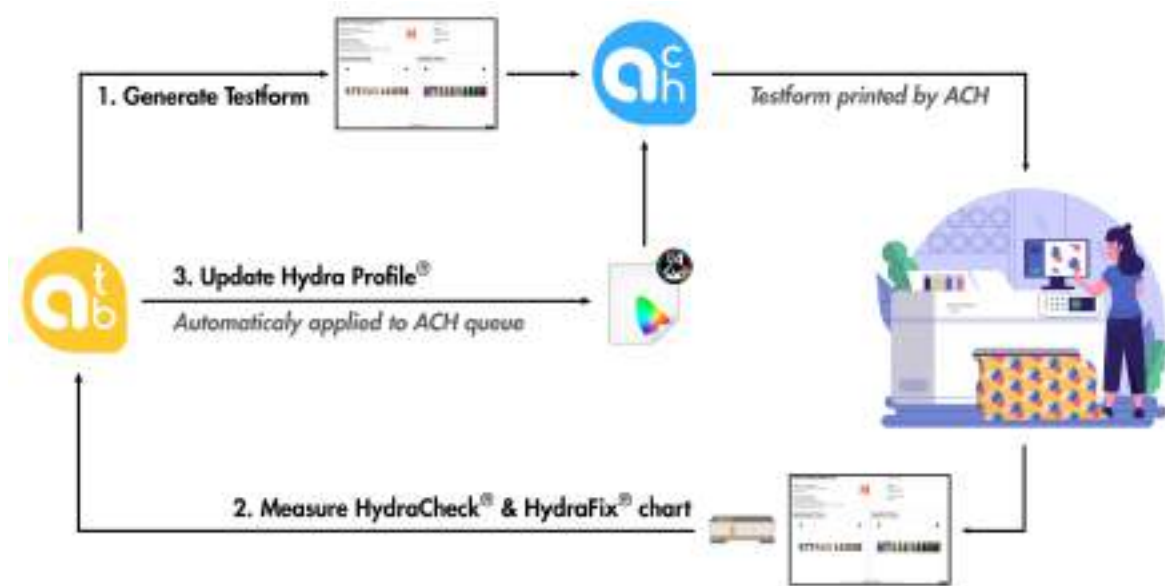 a c h
1. Generate Testform
Testform printed by ACH
a t b
3. Update Hydra Profile®
Automaticaly applied to ACH queue
2. Measure HydraCheck® & HydraFix® chart